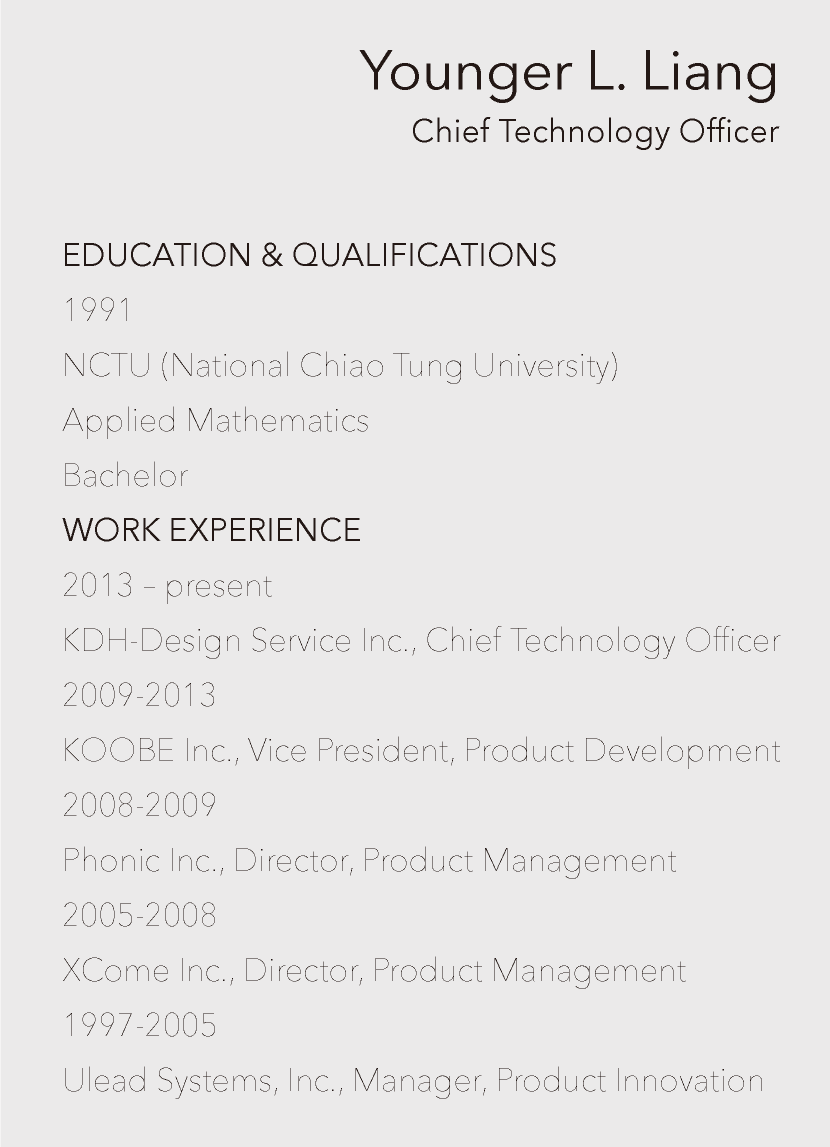 Younger L. Liang
Chief Technology Officer
EDUCATION & QUALIFICATIONS
1991
NCTU (National Chiao Tung University)
Applied Mathematics
Bachelor
WORK EXPERIENCE
2013 – present
KDH-Design Service Inc., Chief Technology Officer
2009-2013
KOOBE Inc., Vice President, Product Development
2008-2009
Phonic Inc., Director, Product Management
2005-2008
XCome Inc., Director, Product Management
1997-2005
Ulead Systems, Inc., Manager, Product Innovation